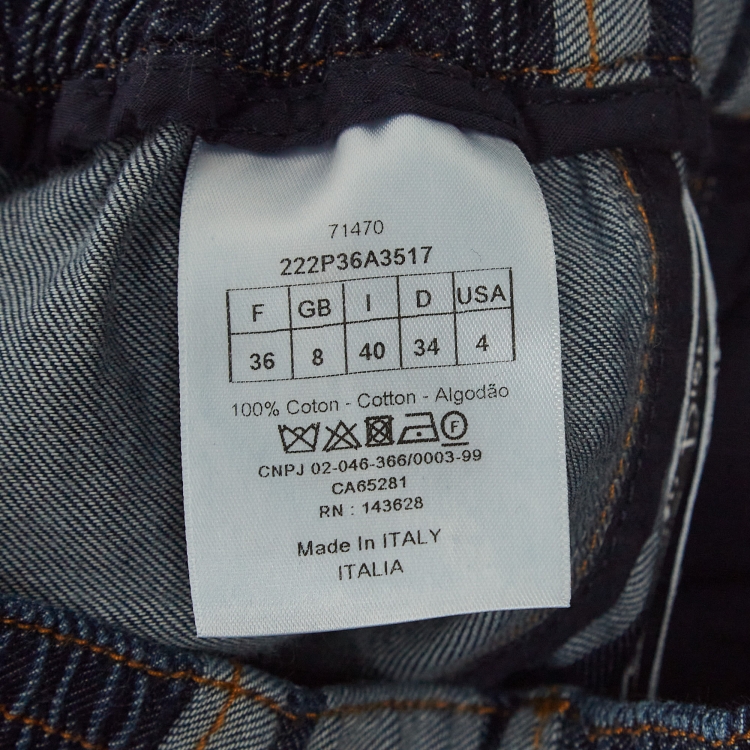 71470
222P36A3517
F GB I D USA
36 8 40 34 4
100% Coton - Cotton - Algodão
F
CNPJ 02-046-366/0003-99
CA65281
RN : 143628
Made In ITALY
ITALIA